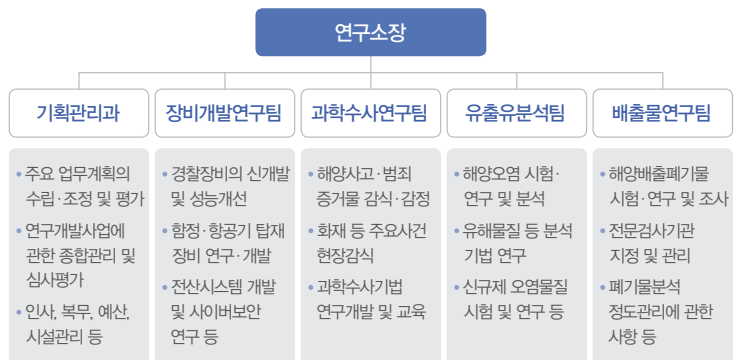 연구소장
기획관리과
장비개발연구팀
과학수사연구팀
유출유분석팀
배출물연구팀
• 주요 업무계획의
수립·조정 및 평가
• 연구개발사업에
관한 종합관리 및
심사평가
• 인사, 복무, 예산,
시설관리 등
• 경찰장비의 신개발
및 성능개선
• 함정·항공기 탑재
장비 연구·개발
• 전산시스템 개발
및 사이버보안
연구 등
• 해양사고·범죄
증거물 감식·감정
• 화재 등 주요사건
현장감식
• 과학수사기법
연구개발 및 교육
• 해양오염 시험·
연구 및 분석
• 유해물질 등 분석
기법 연구
• 신규제 오염물질
시험 및 연구 등
• 해양배출폐기물
시험·연구 및 조사
• 전문검사기관
지정 및 관리
• 폐기물분석
정도관리에 관한
사항 등